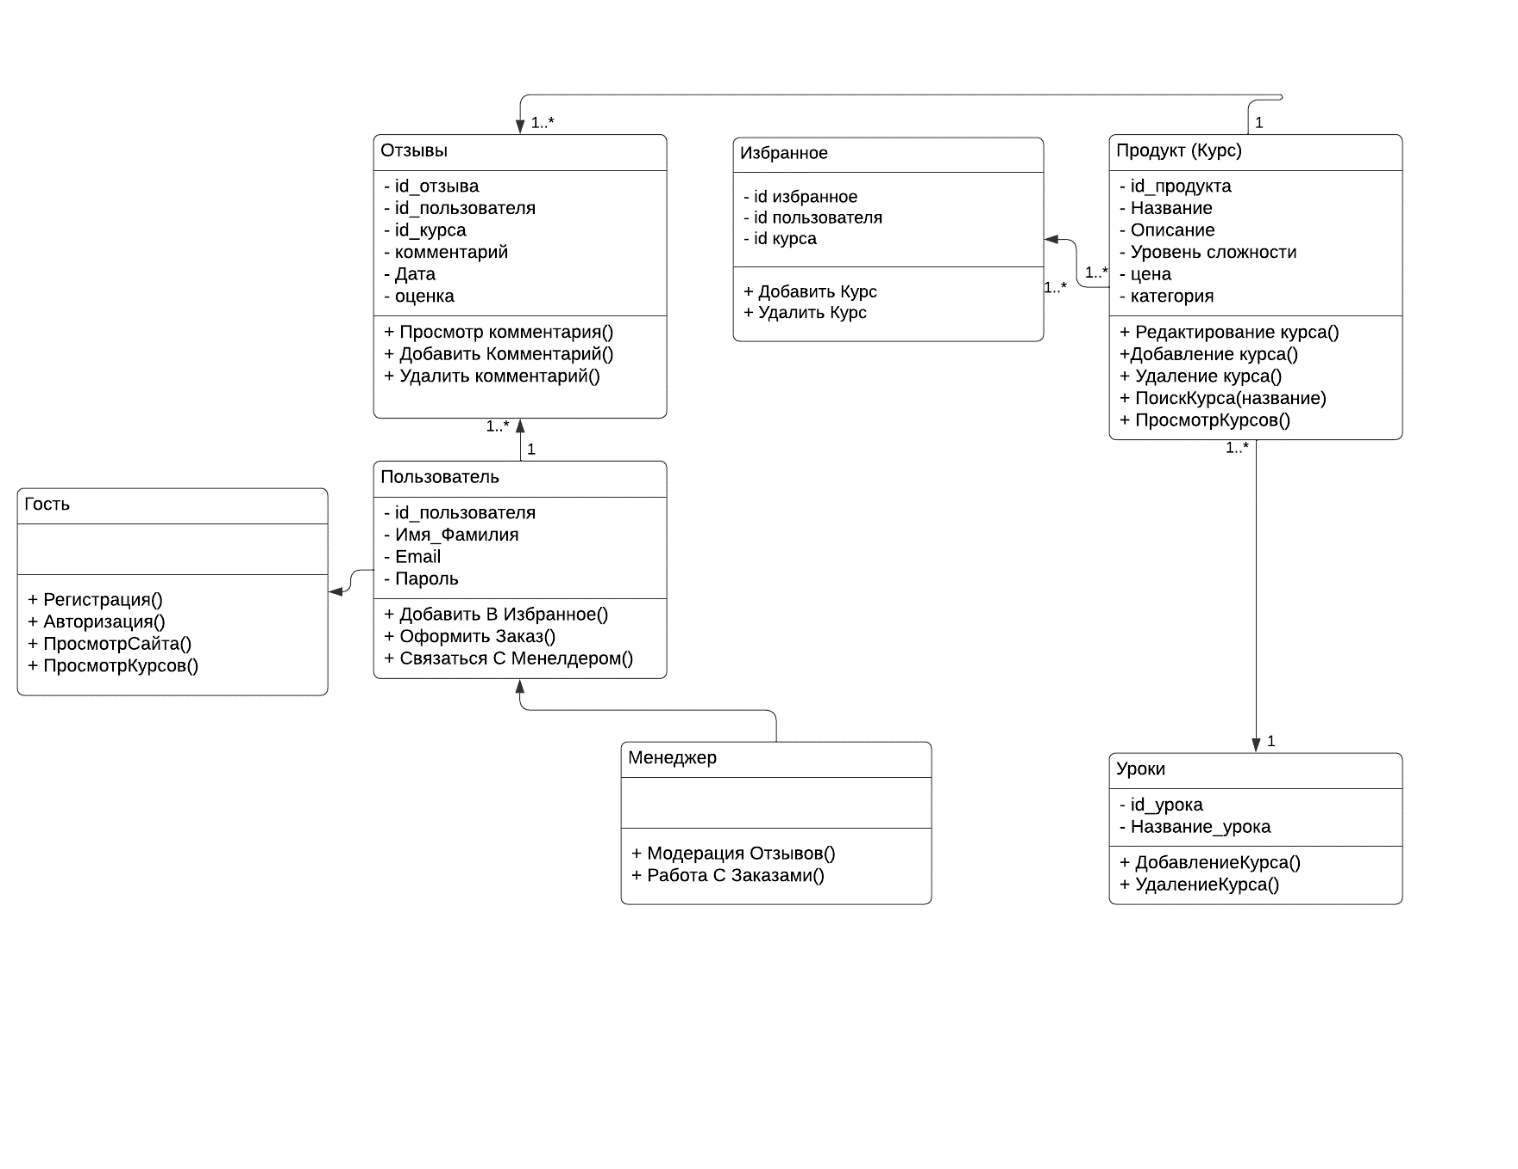 1..*
1
Отзывы
- id_отзыва
- id_пользователя
- id_курса
- комментарий
- Дата
- оценка
+ Просмотр комментария()
+ Добавить Комментарий()
+ Удалить комментарий()
1..*
1
Избранное
- id избранное
- id пользователя
- id курса
+ Добавить Курс
+ Удалить Курс
1..*
1..*
Продукт (Курс)
- id_продукта
- Название
- Описание
- Уровень сложности
- цена
- категория
+ Редактирование курса()
+Добавление курса()
+ Удаление курса()
+ ПоискКурса(название)
+ ПросмотрКурсов()
1..*
1
Гость
+ Регистрация()
+ Авторизация()
+ ПросмотрСайта()
+ ПросмотрКурсов()
Пользователь
- id_пользователя
- Имя_Фамилия
- Email
- Пароль
+ Добавить В Избранное()
+ Оформить Заказ()
+ Связаться С Менелдером()
Менеджер
+ Модерация Отзывов()
+ Работа С Заказами()
Уроки
- id_урока
- Название_урока
+ ДобавлениеКурса()
+ УдалениеКурса()